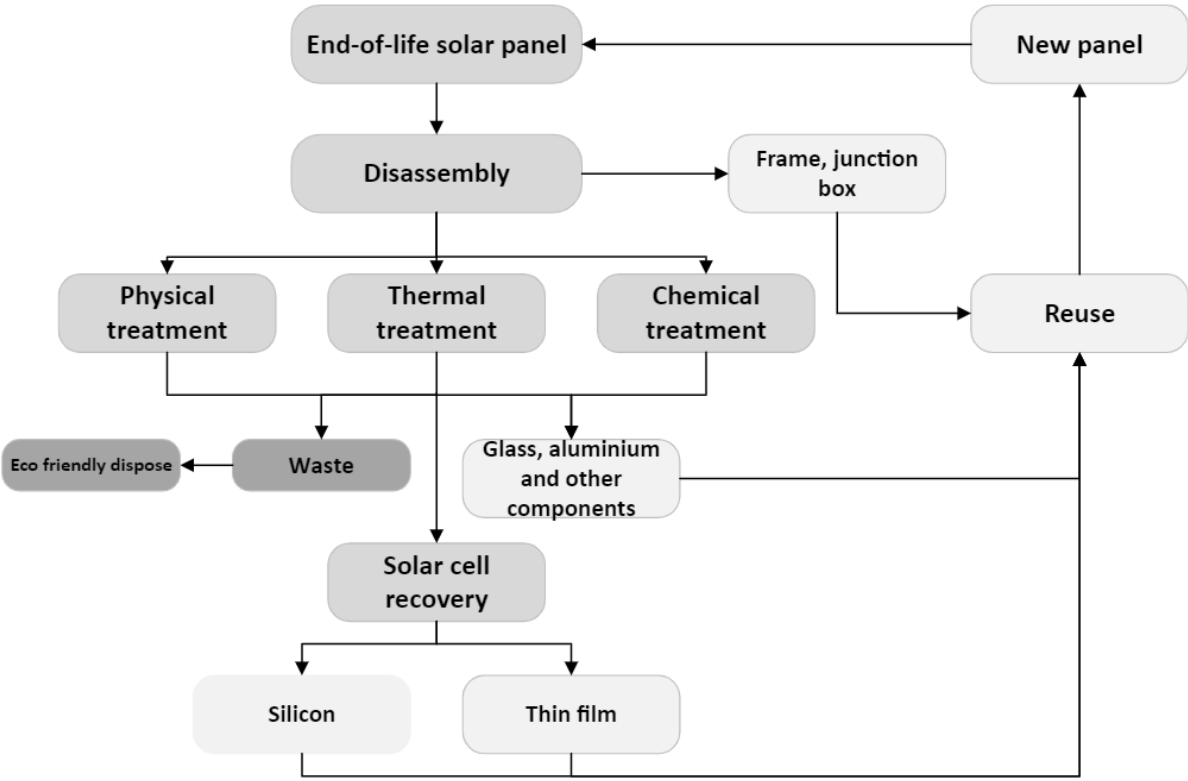 End-of-life solar panel
New panel
Disassembly
Frame, junction
box
Physical
treatment
Thermal
treatment
Chemical
treatment
Reuse
Eco friendly dispose
Waste
Glass, aluminium
and other
components
Solar cell
recovery
Silicon
Thin film